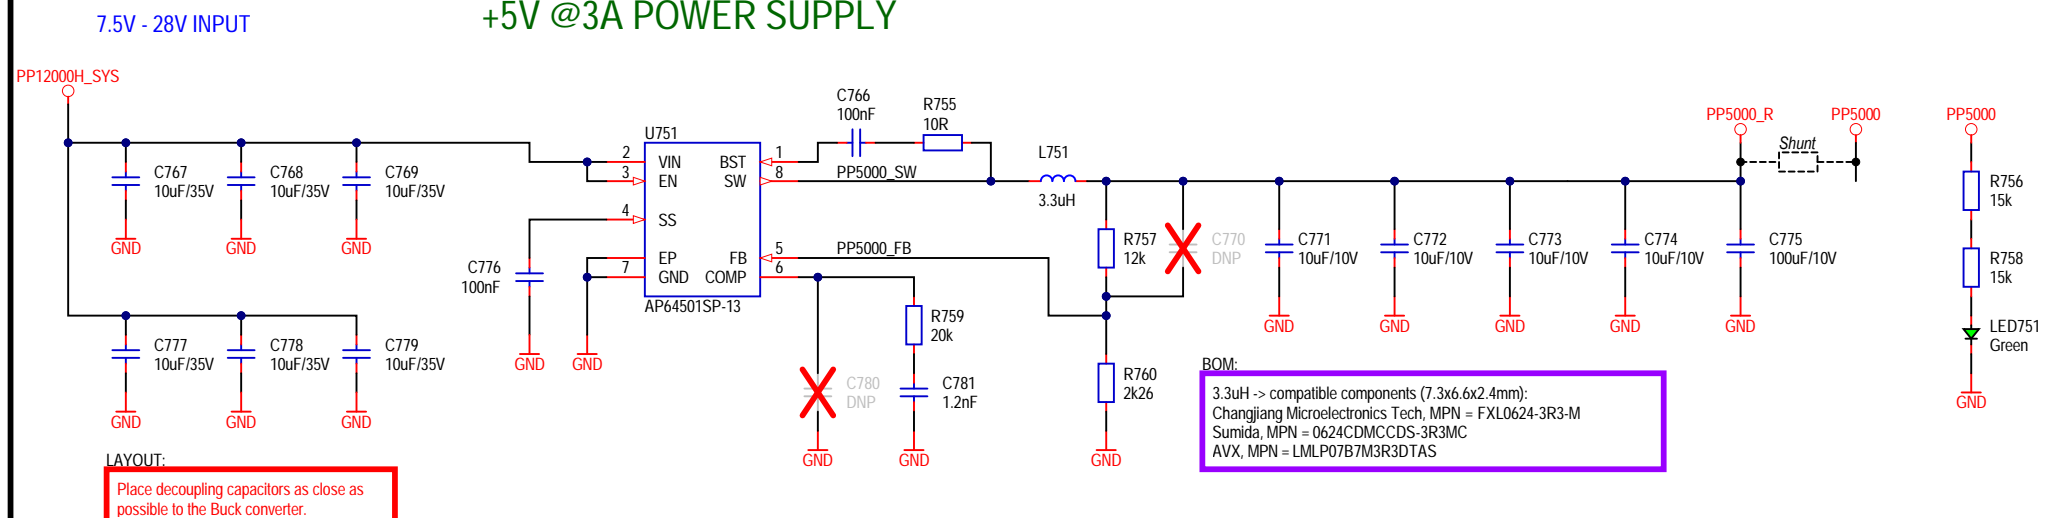 7.5V - 28V INPUT
+5V @3A POWER SUPPLY
PP12000H_SYS
C767
10uF/35V
GND
C768
10uF/35V
GND
C769
10uF/35V
GND
C777
10uF/35V
GND
C778
10uF/35V
GND
C779
10uF/35V
GND
LAYOUT:
Place decoupling capacitors as close as
possible to the Buck converter.
C776
100nF
GND
GND
U751
2 VIN
3 EN
4 SS
EP
7 GND
BST 1
SW 8
FB 5
COMP 6
AP64501SP-13
C766
100nF
R755
10R
PP5000_SW
PP5000_FB
L751
3.3uH
C780
DNP
GND
R759
20k
C781
1.2nF
GND
R757
12k
C770
DNP
R760
2k26
GND
C771
10uF/10V
GND
C772
10uF/10V
GND
C773
10uF/10V
GND
C774
10uF/10V
GND
C775
100uF/10V
GND
PP5000_R
Shunt
PP5000
PP5000
R756
15k
R758
15k
LED751
Green
GND
BOM:
3.3uH -> compatible components (7.3x6.6x2.4mm):
Changjiang Microelectronics Tech, MPN = FXL0624-3R3-M
Sumida, MPN = 0624CDMCCDS-3R3MC
AVX, MPN = LMLP07B7M3R3DTAS